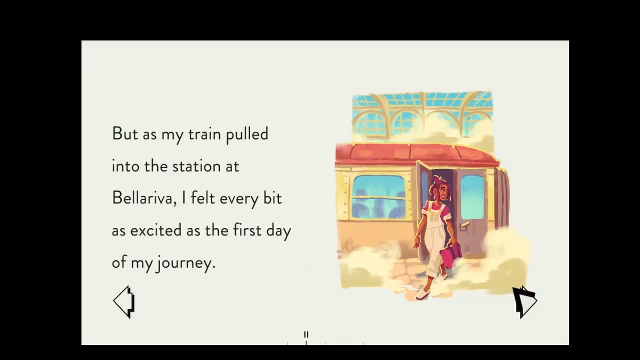 But as my train pulled
into the station at
Bellariva, I felt every bit
as excited as the first day
of my journey.